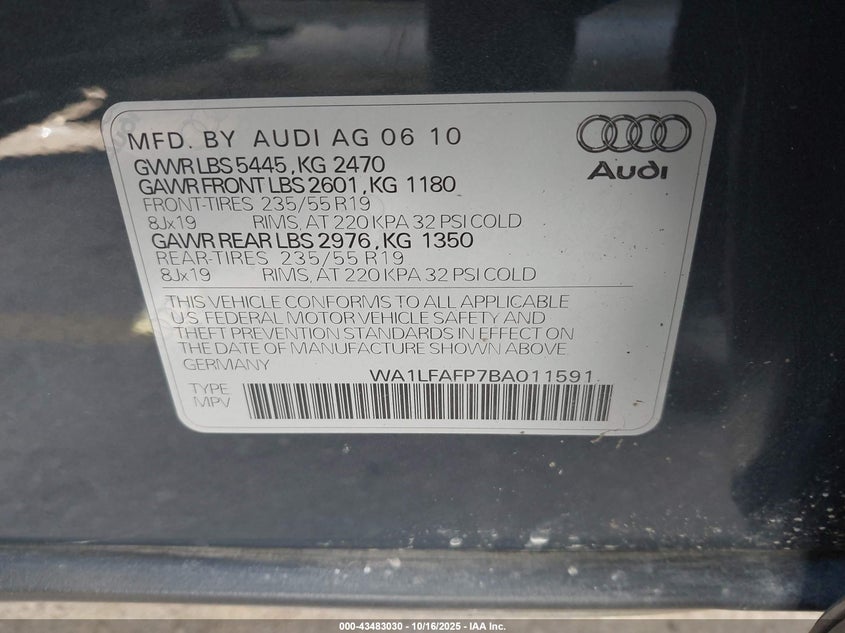 MFD. BY AUDI AG 06 10
Audi
GVWR LBS 5445, KG 2470
GAWR FRONT LBS 2601, KG 1180
FRONT-TIRES 235/55 R19
8Jx19 RIMS, AT 220 KPA 32 PSI COLD
GAWR REAR LBS 2976, KG 1350
REAR-TIRES 235/55 R19
8Jx19 RIMS, AT 220 KPA 32 PSI COLD
THIS VEHICLE CONFORMS TO ALL APPLICABLE
U.S. FEDERAL MOTOR VEHICLE SAFETY AND
THEFT PREVENTION STANDARDS IN EFFECT ON
THE DATE OF MANUFACTURE SHOWN ABOVE.
GERMANY
WA1LFAFP7BA011591
TYPE
MPV
000-43483030 - 10/16/2025 - IAA Inc.